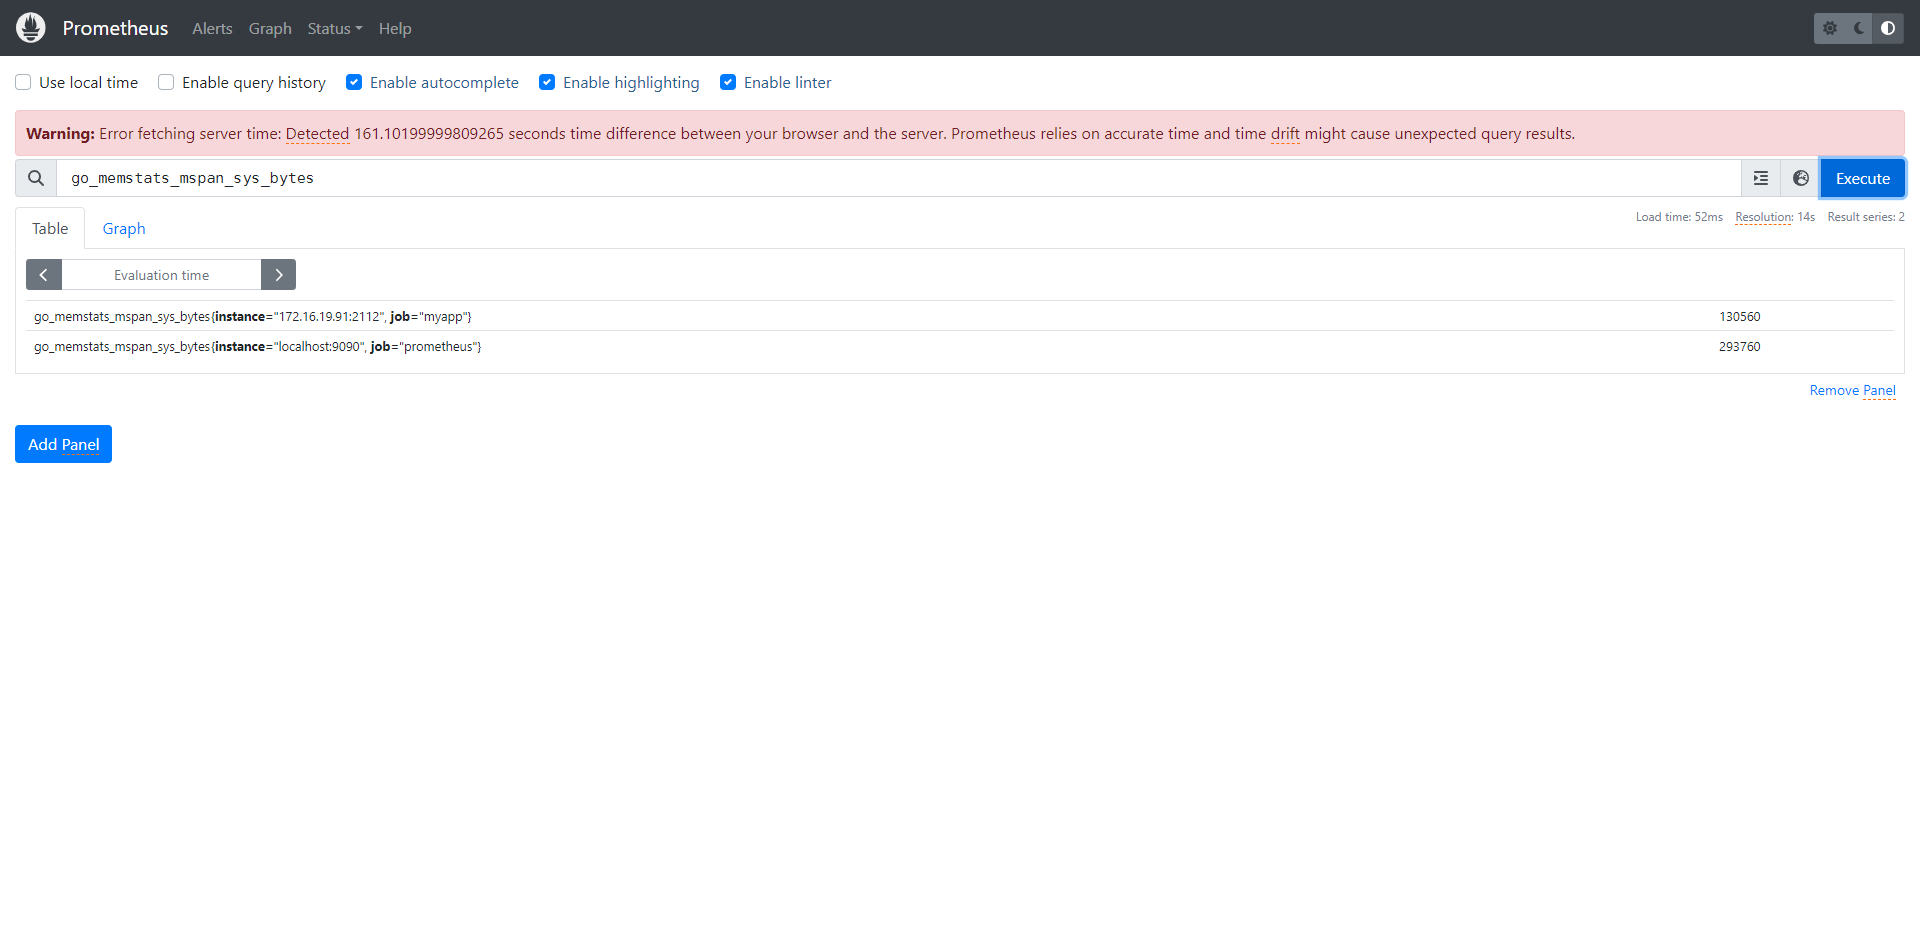 Prometheus Alerts Graph Status Help
Use local time Enable query history Enable autocomplete Enable highlighting Enable linter
Warning: Error fetching server time: Detected 161.10199999809265 seconds time difference between your browser and the server. Prometheus relies on accurate time and time drift might cause unexpected query results.
go_memstats_mspan_sys_bytes Execute
Table Graph Load time: 52ms Resolution: 14s Result series: 2
Evaluation time
go_memstats_mspan_sys_bytes{instance="172.16.19.91:2112", job="myapp"} 130560
go_memstats_mspan_sys_bytes{instance="localhost:9090", job="prometheus"} 293760
Remove Panel
Add Panel